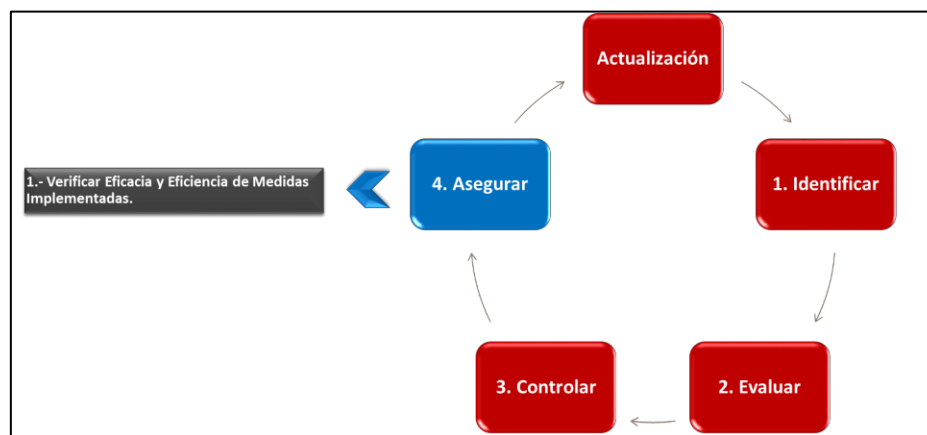 Actualización
1.- Verificar Eficacia y Eficiencia de Medidas
Implementadas.
4. Asegurar
1. Identificar
3. Controlar
2. Evaluar